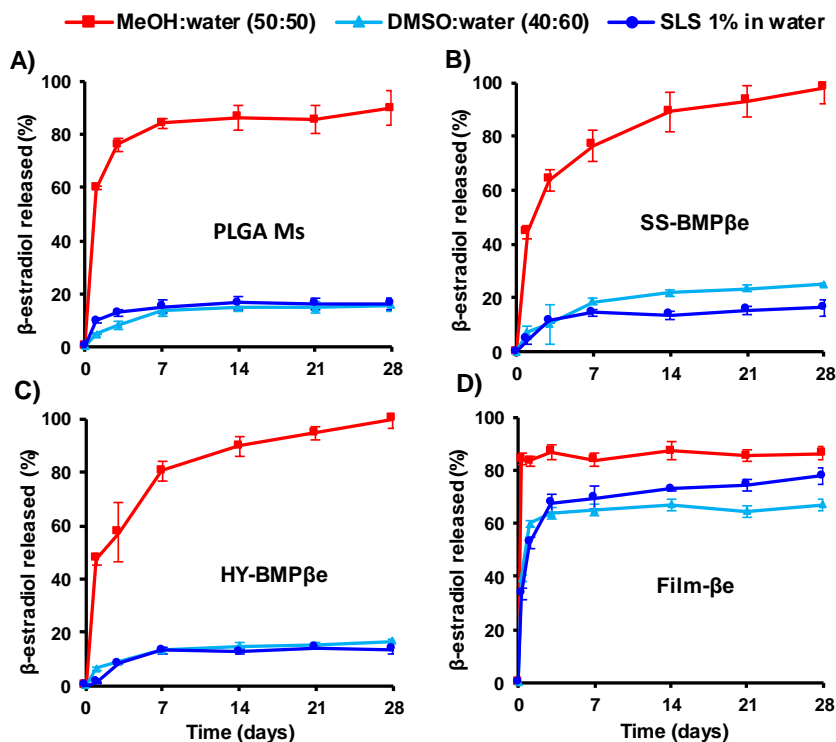 MeOH:water (50:50) DMSO:water (40:60) SLS 1% in water
A)
β-estradiol released (%)
100
80
60
40
20
0
PLGA Ms
0 7 14 21 28
B)
β-estradiol released (%)
100
80
60
40
20
0
SS-BMPβe
0 7 14 21 28
C)
β-estradiol released (%)
100
80
60
40
20
0
HY-BMPβe
0 7 14 21 28
Time (days)
D)
β-estradiol released (%)
100
80
60
40
20
0
Film-βe
0 7 14 21 28
Time (days)